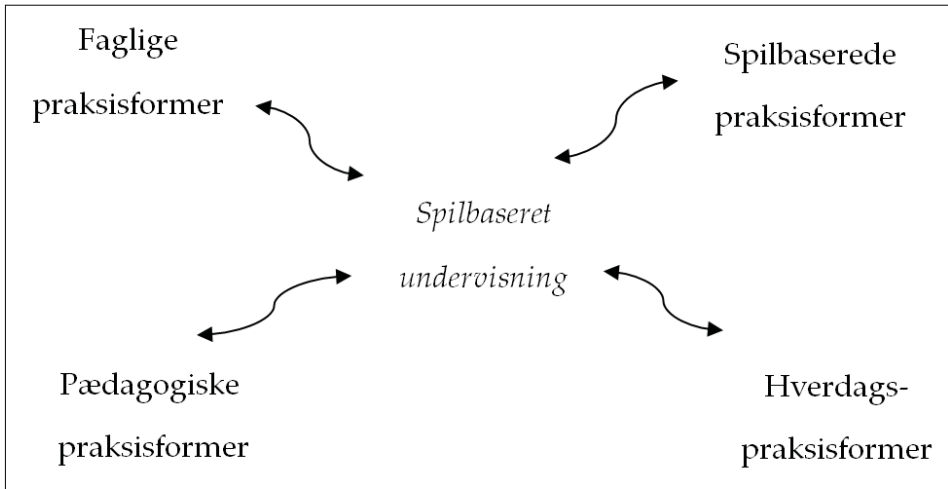 Faglige
praksisformer
Spilbaserede
praksisformer
Spilbaseret
undervisning
Pædagogiske
praksisformer
Hverdags-
praksisformer